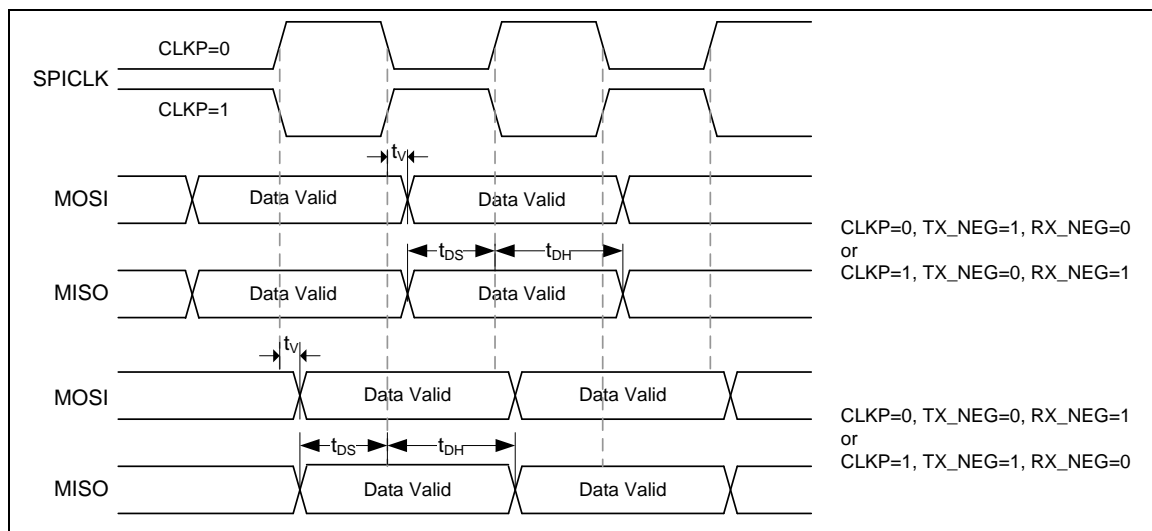 CLKP=0
SPICLK
CLKP=1
tV
MOSI
Data Valid
Data Valid
CLKP=0, TX_NEG=1, RX_NEG=0
or
CLKP=1, TX_NEG=0, RX_NEG=1
tDS
tDH
MISO
Data Valid
Data Valid
tV
MOSI
Data Valid
Data Valid
CLKP=0, TX_NEG=0, RX_NEG=1
or
CLKP=1, TX_NEG=1, RX_NEG=0
tDS
tDH
MISO
Data Valid
Data Valid